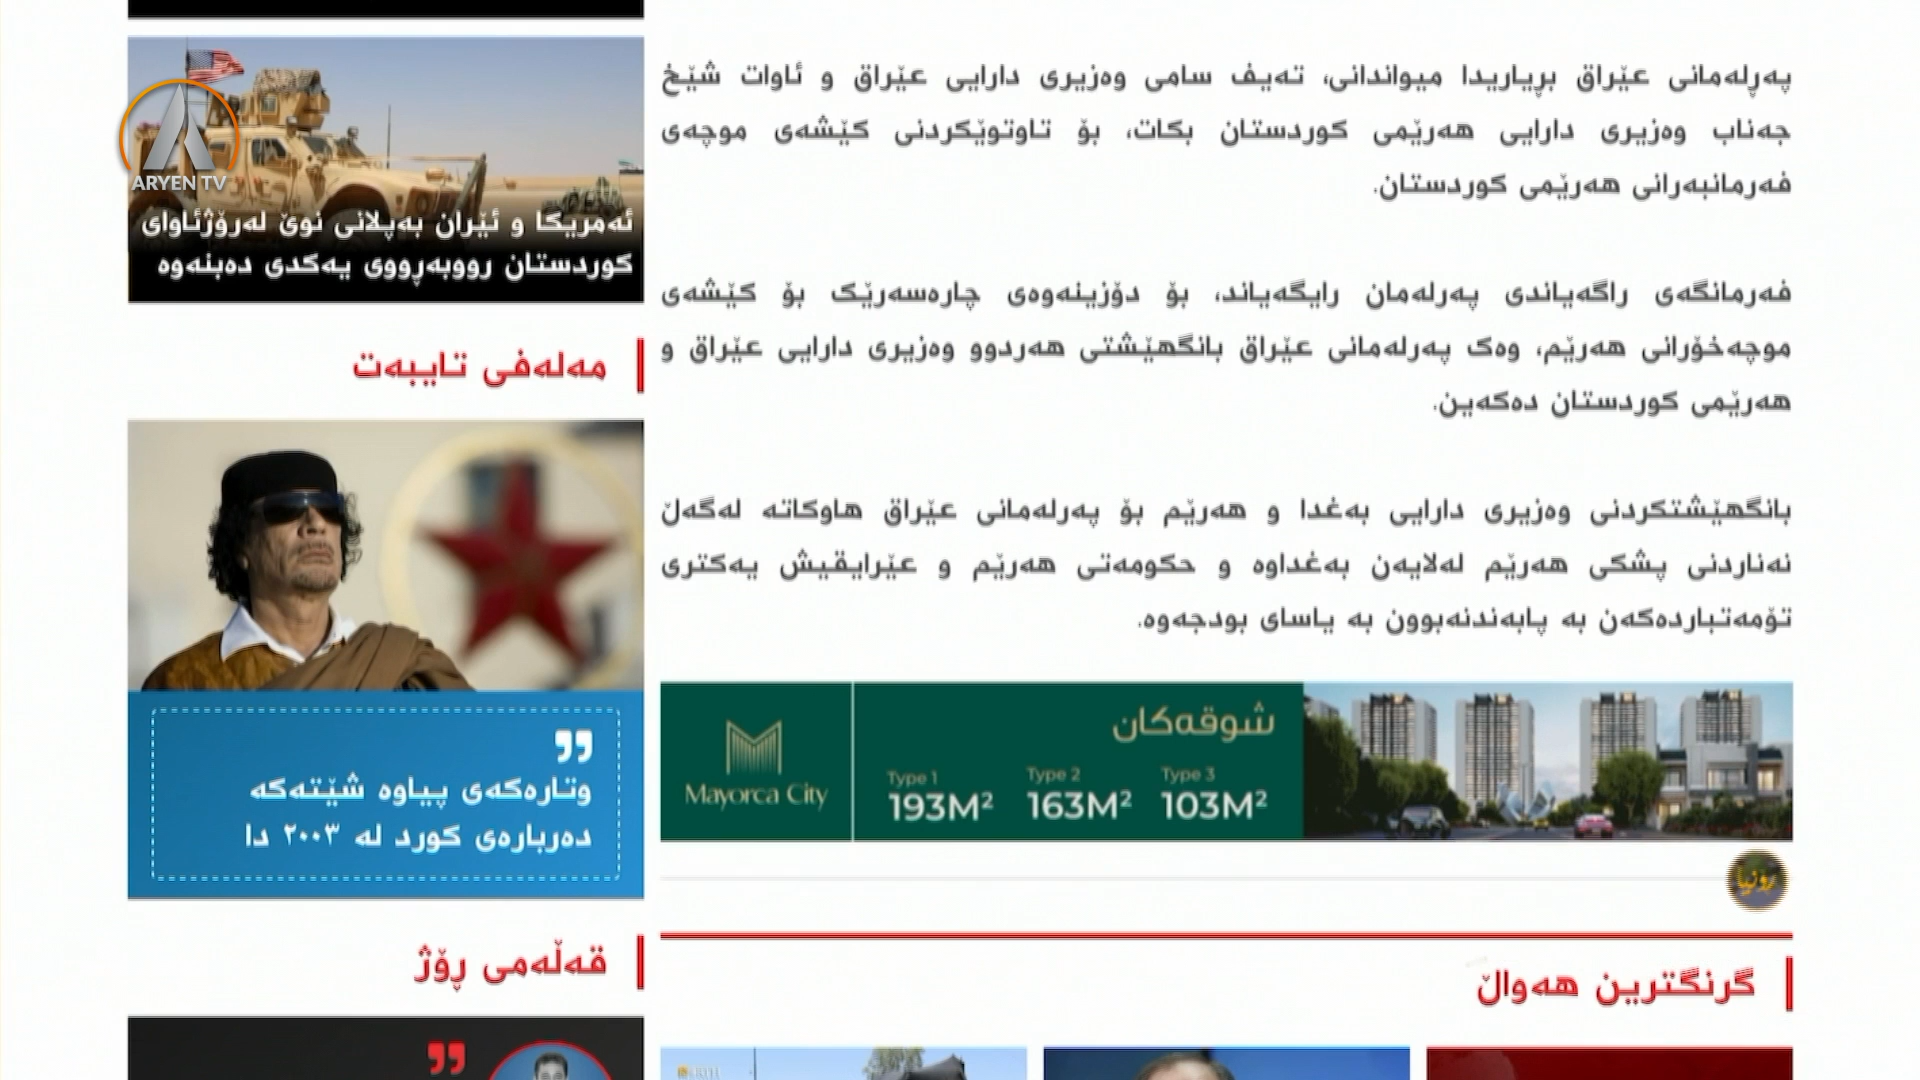 پەڕلەمانی عێراق بڕیاریدا میواندانی، تەیف سامی وەزیری دارایی عێراق و ئاوات شێخ
جەناب وەزیری دارایی هەرێمی کوردستان بکات، بۆ تاوتوێکردنی کێشەی موچەی
فەرمانبەرانی هەرێمی کوردستان.
فەرمانگەی راگەیاندی پەرلەمان رایگەیاند، بۆ دۆزینەوەی چارەسەرێک بۆ کێشەی
موچەخۆرانی هەرێم، وەک پەرلەمانی عێراق بانگهێشتی هەردوو وەزیری دارایی عێراق و
هەرێمی کوردستان دەکەین.
بانگهێشتکردنی وەزیری دارایی بەغدا و هەرێم بۆ پەرلەمانی عێراق هاوکاتە لەگەڵ
نەناردنی پشکی هەرێم لەلایەن بەغداوە و حکومەتی هەرێم و عێرایقیش یەکتری
تۆمەتباردەکەن بە پابەندنەبوون بە یاسای بودجەوە.
شوقەکان
Type 1 Type 2 Type 3
193M² 163M² 103M²
Mayorca City
رۆنیا
گرنگترین هەواڵ
ARYEN TV
ئەمریکا و ئێران بەپلانی نوێ لەرۆژئاوای
کوردستان رووبەڕووی یەکدی دەبنەوە
مەلەفی تایبەت
وتارەکەی پیاوە شێتەکە
دەربارەی کورد لە ٢٠٠٣ دا
قەڵەمی ڕۆژ